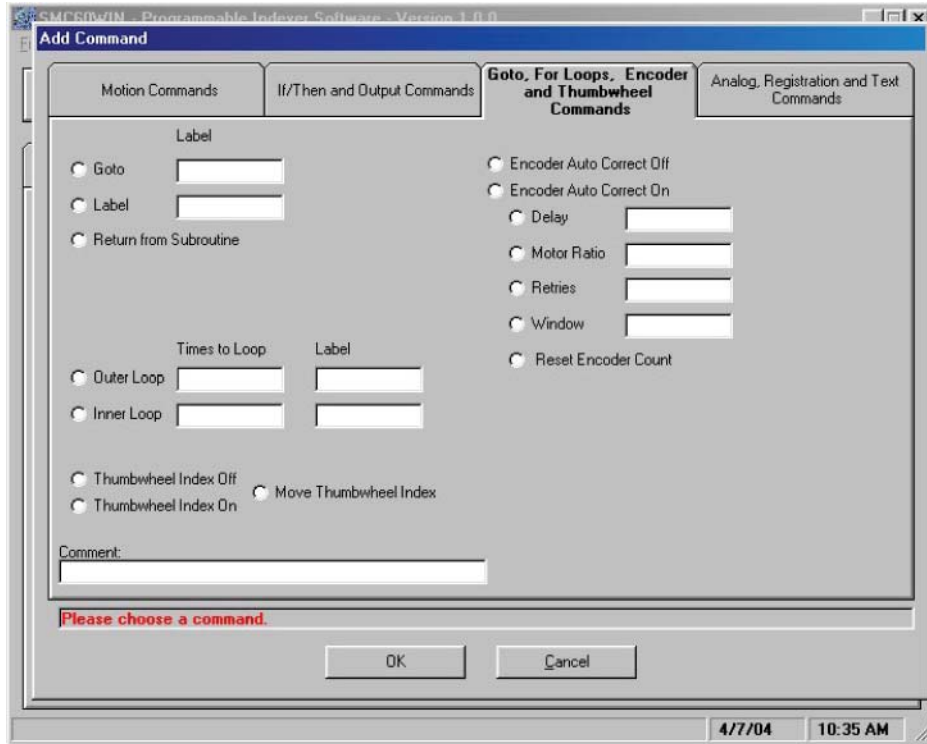 SMC60WIN - Programmable Indexer Software - Version 1.0.0
Add Command
Motion Commands
If/Then and Output Commands
Goto, For Loops, Encoder
and Thumbwheel
Commands
Analog, Registration and Text
Commands
Label
Goto
Label
Return from Subroutine
Encoder Auto Correct Off
Encoder Auto Correct On
Delay
Motor Ratio
Retries
Window
Reset Encoder Count
Times to Loop Label
Outer Loop
Inner Loop
Thumbwheel Index Off
Thumbwheel Index On
Move Thumbwheel Index
Comment:
Please choose a command.
OK Cancel
4/7/04 10:35 AM